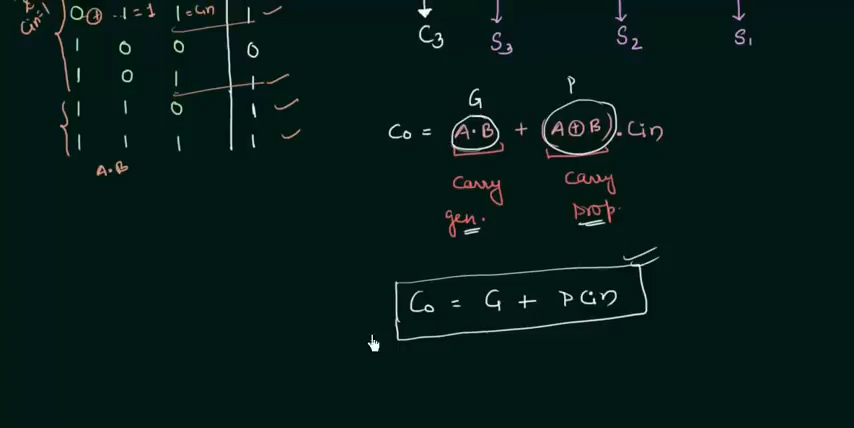 Cin=1
0 ⊕ 1=1 1=Cin 1
1 0 0 0
1 0 1 1
1 1 0 1
1 1 1 1
A·B
C3 S3 S2 S1
G P
Co = A·B + (A⊕B).Cin
Carry gen.
Carry prop.
Co = G + PCin